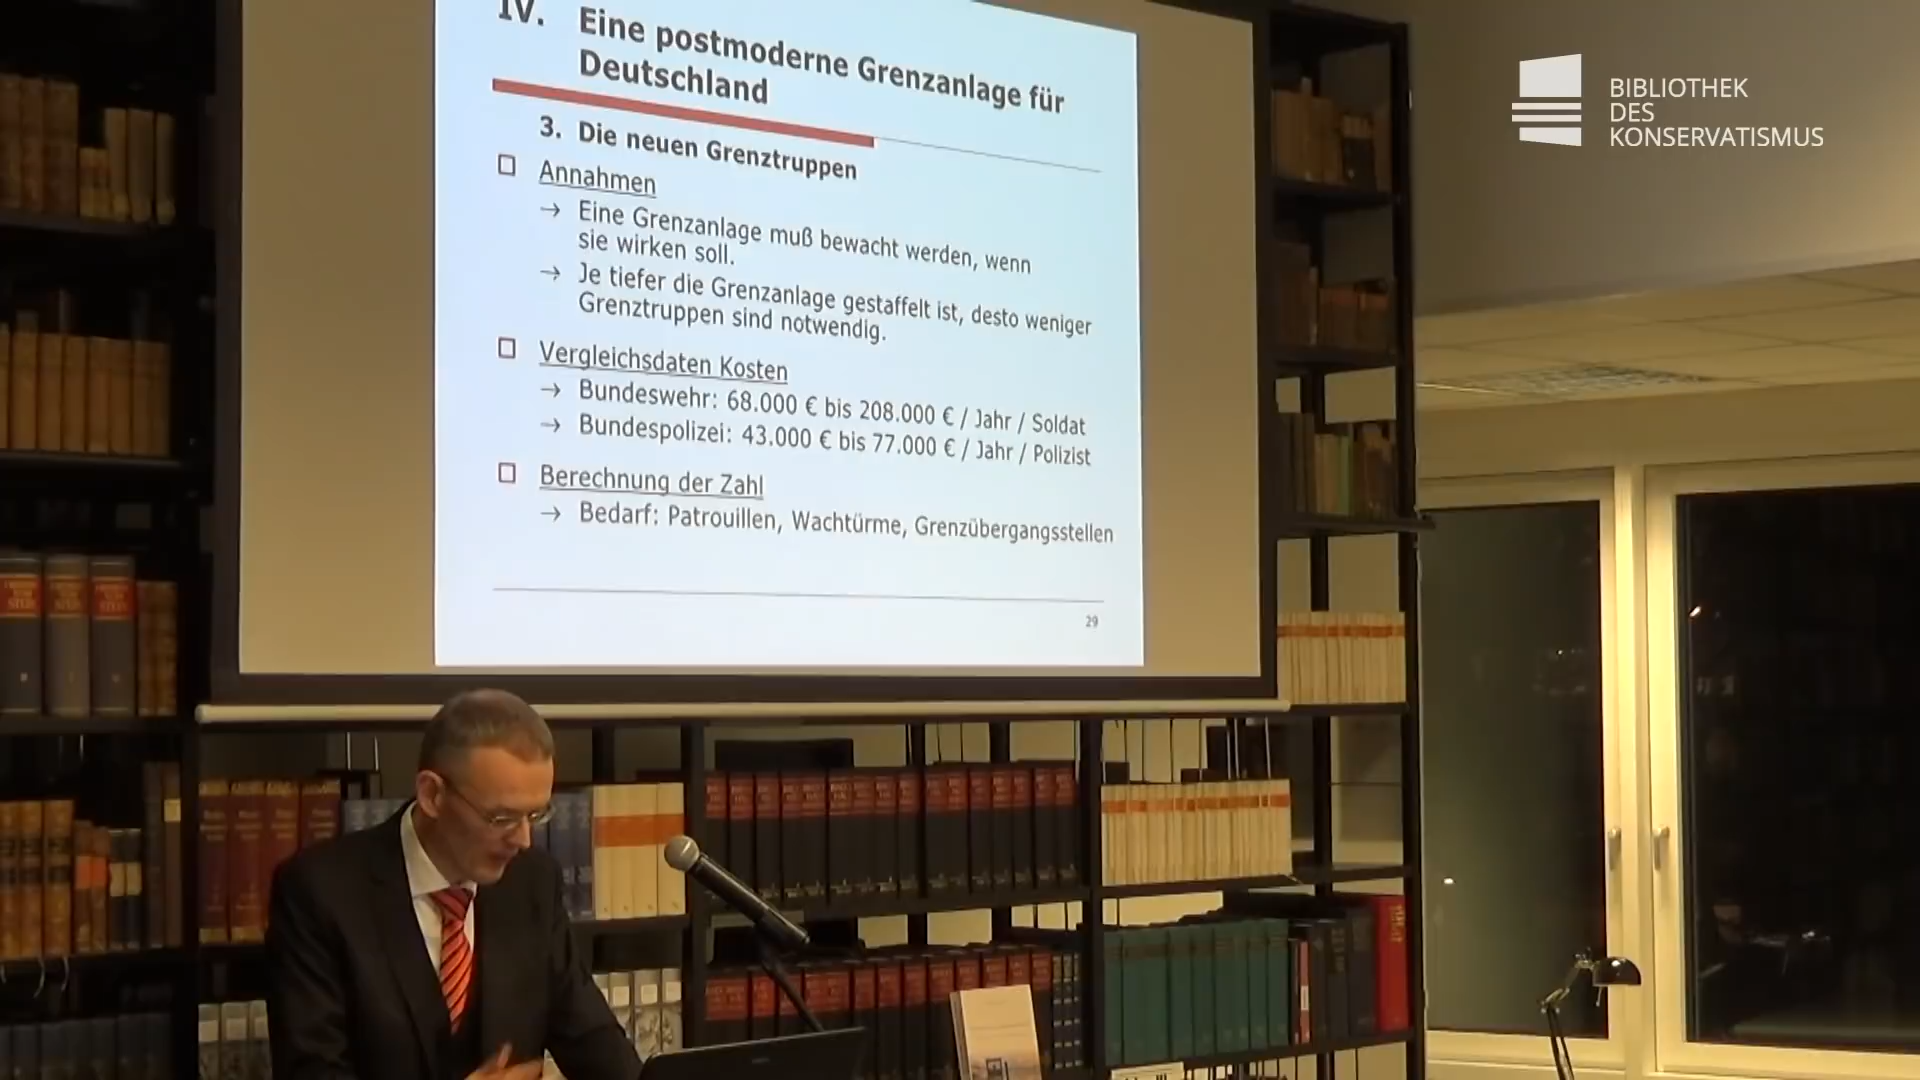 IV. Eine postmoderne Grenzanlage für
Deutschland
3. Die neuen Grenztruppen
Annahmen
→ Eine Grenzanlage muß bewacht werden, wenn
sie wirken soll.
→ Je tiefer die Grenzanlage gestaffelt ist, desto weniger
Grenztruppen sind notwendig.
Vergleichsdaten Kosten
→ Bundeswehr: 68.000 € bis 208.000 € / Jahr / Soldat
→ Bundespolizei: 43.000 € bis 77.000 € / Jahr / Polizist
Berechnung der Zahl
→ Bedarf: Patrouillen, Wachtürme, Grenzübergangsstellen
29
BIBLIOTHEK
DES
KONSERVATISMUS